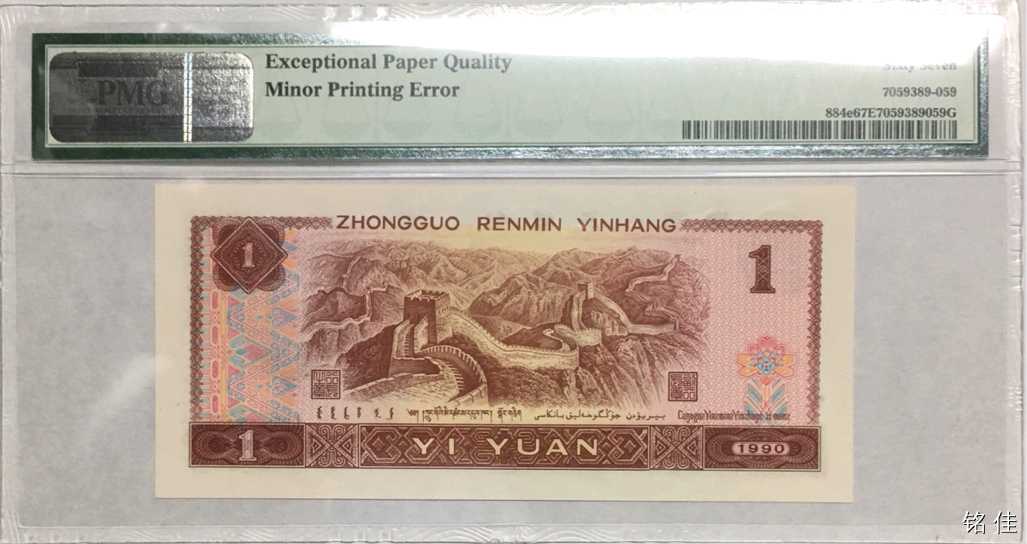 PMG
Exceptional Paper Quality
Minor Printing Error
Sixty Seven
7059389-059
884e67E7059389059G
ZHONGGUO RENMIN YINHANG
1
1
1
YI YUAN
1990
铭佳